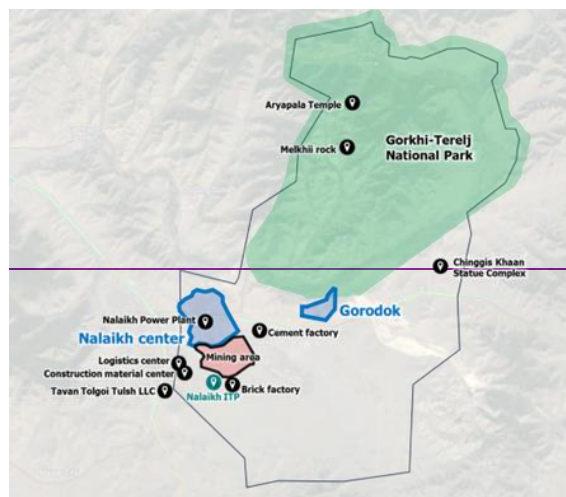 Aryapala Temple
Melkhii rock
Gorkhi-Terelj
National Park
Chinggis Khaan
Statue Complex
Gorodok
Nalaikh Power Plant
Nalaikh center
Cement factory
Mining area
Logistics center
Construction material center
Tavan Tolgoi Tulsh LLC
Brick factory
Nalaikh ITP